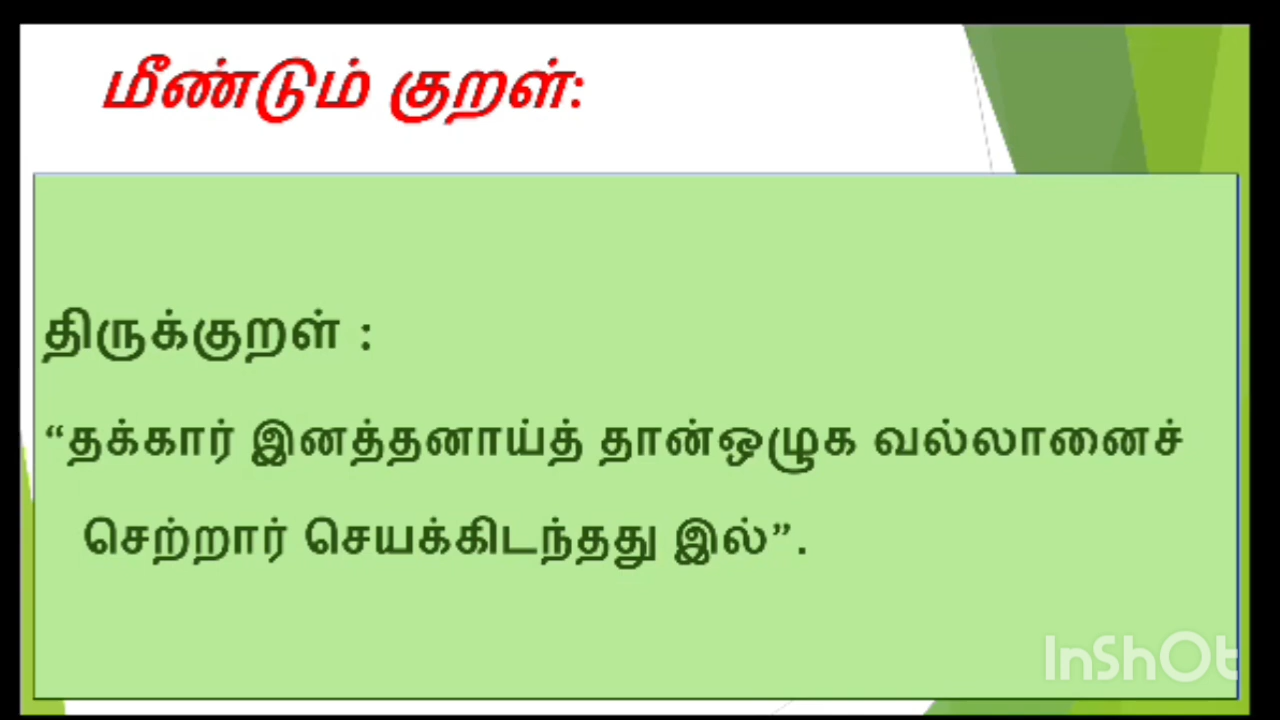 மீண்டும் குறள்:
திருக்குறள் :
“தக்கார் இனத்தனாய்த் தான்ஒழுக வல்லானைச்
செற்றார் செயக்கிடந்தது இல்”.
InShOt